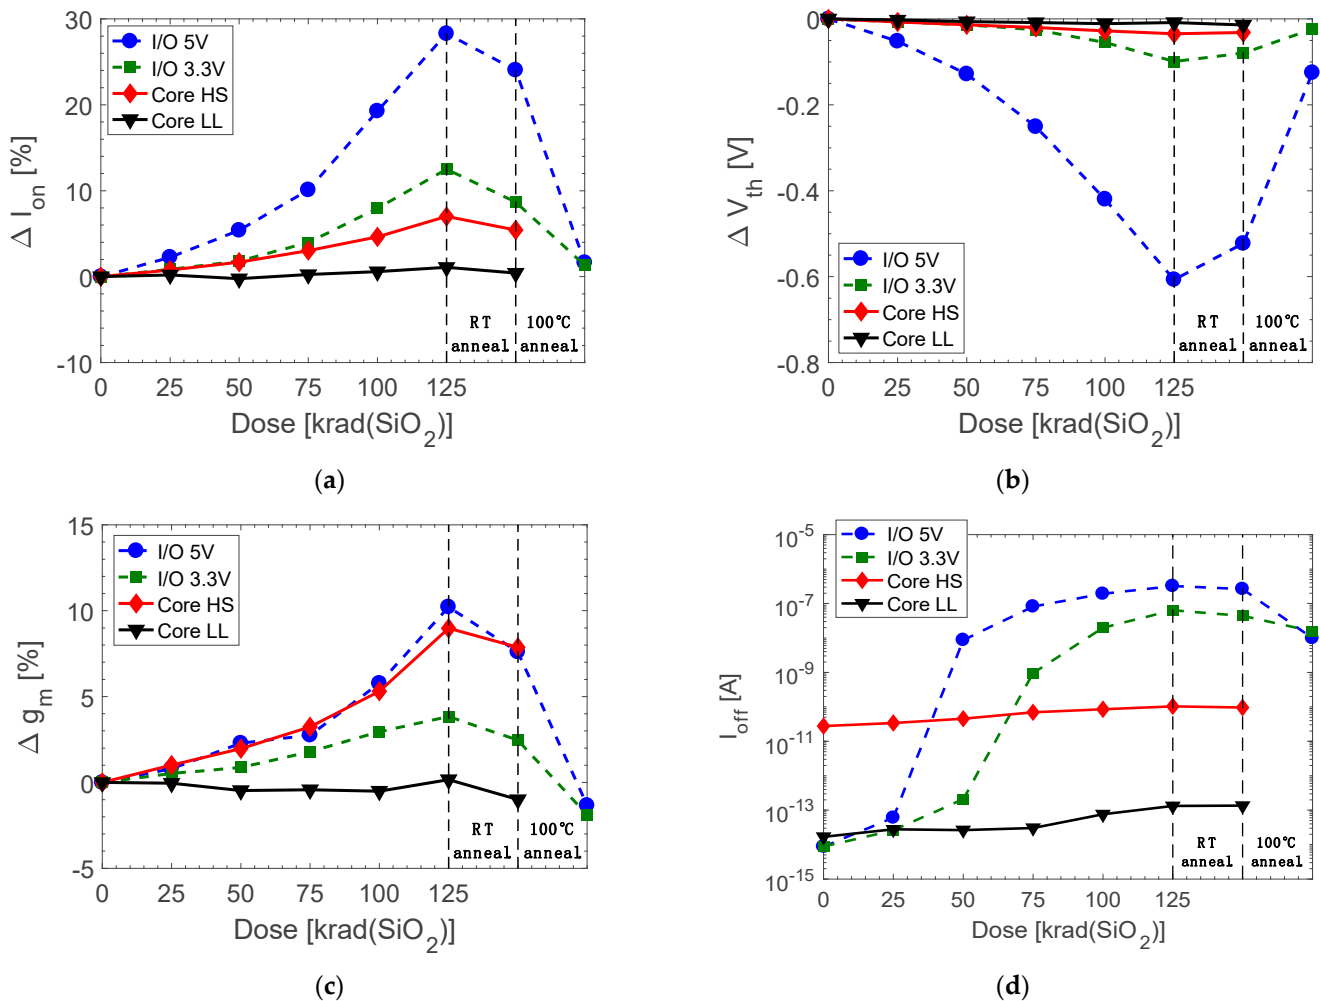 30
20
10
0
-10
Δ I_on [%]
I/O 5V
I/O 3.3V
Core HS
Core LL
RT
anneal
100℃
anneal
0 25 50 75 100 125
Dose [krad(SiO₂)]
(a)
0
-0.2
-0.4
-0.6
-0.8
Δ V_th [V]
I/O 5V
I/O 3.3V
Core HS
Core LL
RT
anneal
100℃
anneal
0 25 50 75 100 125
Dose [krad(SiO₂)]
(b)
15
10
5
0
-5
Δ g_m [%]
I/O 5V
I/O 3.3V
Core HS
Core LL
RT
anneal
100℃
anneal
0 25 50 75 100 125
Dose [krad(SiO₂)]
(c)
10⁻⁵
10⁻⁷
10⁻⁹
10⁻¹¹
10⁻¹³
10⁻¹⁵
I_off [A]
I/O 5V
I/O 3.3V
Core HS
Core LL
RT
anneal
100℃
anneal
0 25 50 75 100 125
Dose [krad(SiO₂)]
(d)